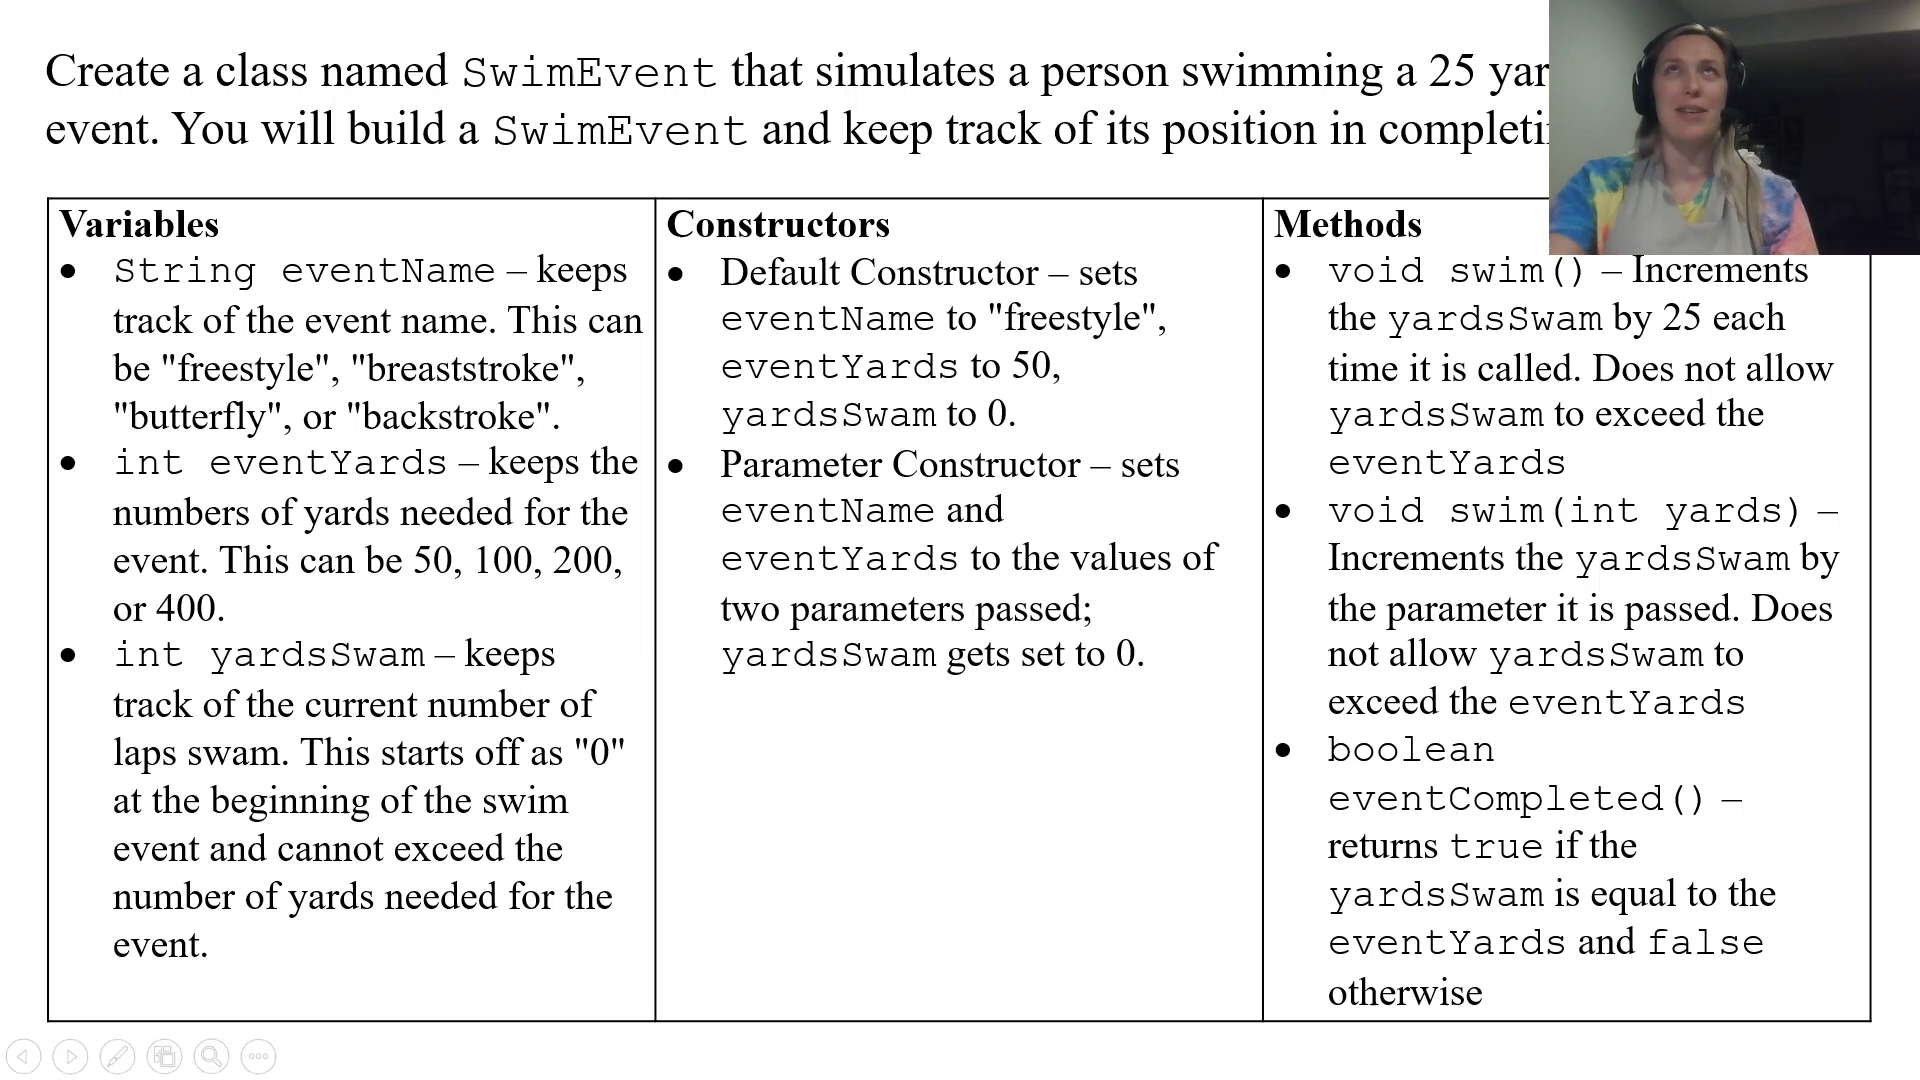 Create a class named SwimEvent that simulates a person swimming a 25
event. You will build a SwimEvent and keep track of its position in
Variables
• String eventName – keeps
track of the event name. This can
be "freestyle", "breaststroke",
"butterfly", or "backstroke".
• int eventYards – keeps the
numbers of yards needed for the
event. This can be 50, 100, 200,
or 400.
• int yardsSwam – keeps
track of the current number of
laps swam. This starts off as "0"
at the beginning of the swim
event and cannot exceed the
number of yards needed for the
event.
Constructors
• Default Constructor – sets
eventName to "freestyle",
eventYards to 50,
yardsSwam to 0.
• Parameter Constructor – sets
eventName and
eventYards to the values of
two parameters passed;
yardsSwam gets set to 0.
Methods
• void swim() – Increments
the yardsSwam by 25 each
time it is called. Does not allow
yardsSwam to exceed the
eventYards
• void swim(int yards) –
Increments the yardsSwam by
the parameter it is passed. Does
not allow yardsSwam to
exceed the eventYards
• boolean
eventCompleted() –
returns true if the
yardsSwam is equal to the
eventYards and false
otherwise